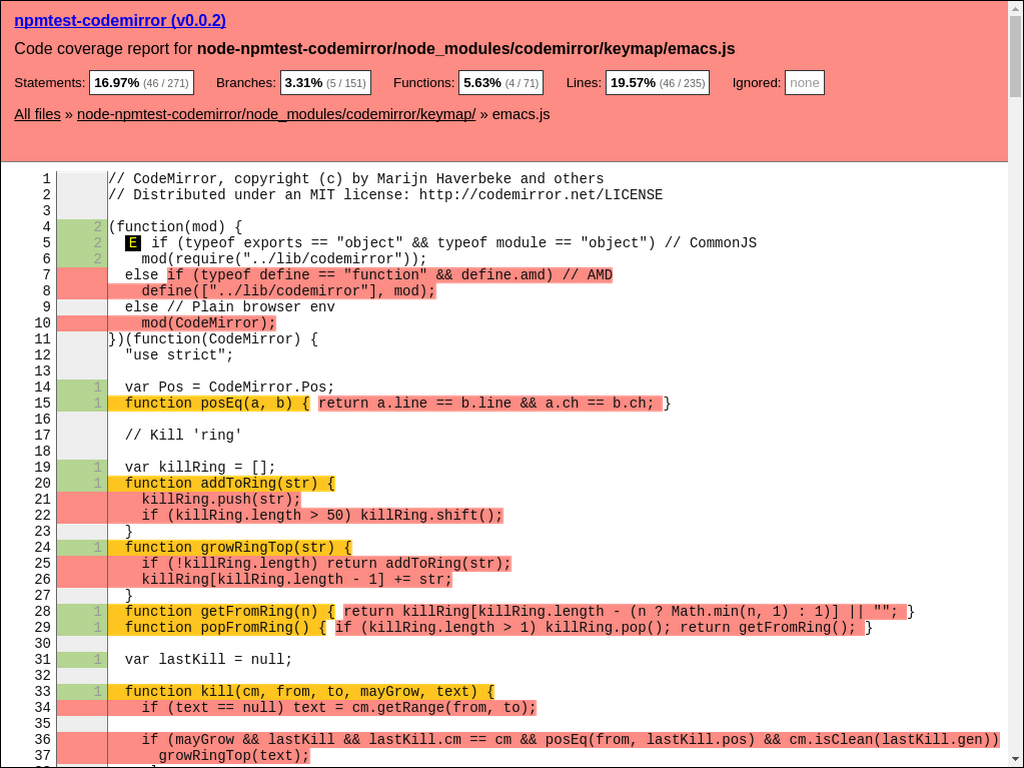 npmtest-codemirror (v0.0.2)
Code coverage report for node-npmtest-codemirror/node_modules/codemirror/keymap/emacs.js
Statements: 16.97% (46 / 271) Branches: 3.31% (5 / 151) Functions: 5.63% (4 / 71) Lines: 19.57% (46 / 235) Ignored: none
All files » node-npmtest-codemirror/node_modules/codemirror/keymap/ » emacs.js
1 // CodeMirror, copyright (c) by Marijn Haverbeke and others
2 // Distributed under an MIT license: http://codemirror.net/LICENSE
3
4 2 (function(mod) {
5 2 E if (typeof exports == "object" && typeof module == "object") // CommonJS
6 2 mod(require("../lib/codemirror"));
7 else if (typeof define == "function" && define.amd) // AMD
8 define(["../lib/codemirror"], mod);
9 else // Plain browser env
10 mod(CodeMirror);
11 })(function(CodeMirror) {
12 "use strict";
13
14 1 var Pos = CodeMirror.Pos;
15 1 function posEq(a, b) { return a.line == b.line && a.ch == b.ch; }
16
17 // Kill 'ring'
18
19 1 var killRing = [];
20 1 function addToRing(str) {
21 killRing.push(str);
22 if (killRing.length > 50) killRing.shift();
23 }
24 1 function growRingTop(str) {
25 if (!killRing.length) return addToRing(str);
26 killRing[killRing.length - 1] += str;
27 }
28 1 function getFromRing(n) { return killRing[killRing.length - (n ? Math.min(n, 1) : 1)] || ""; }
29 1 function popFromRing() { if (killRing.length > 1) killRing.pop(); return getFromRing(); }
30
31 1 var lastKill = null;
32
33 1 function kill(cm, from, to, mayGrow, text) {
34 if (text == null) text = cm.getRange(from, to);
35
36 if (mayGrow && lastKill && lastKill.cm == cm && posEq(from, lastKill.pos) && cm.isClean(lastKill.gen))
37 growRingTop(text);